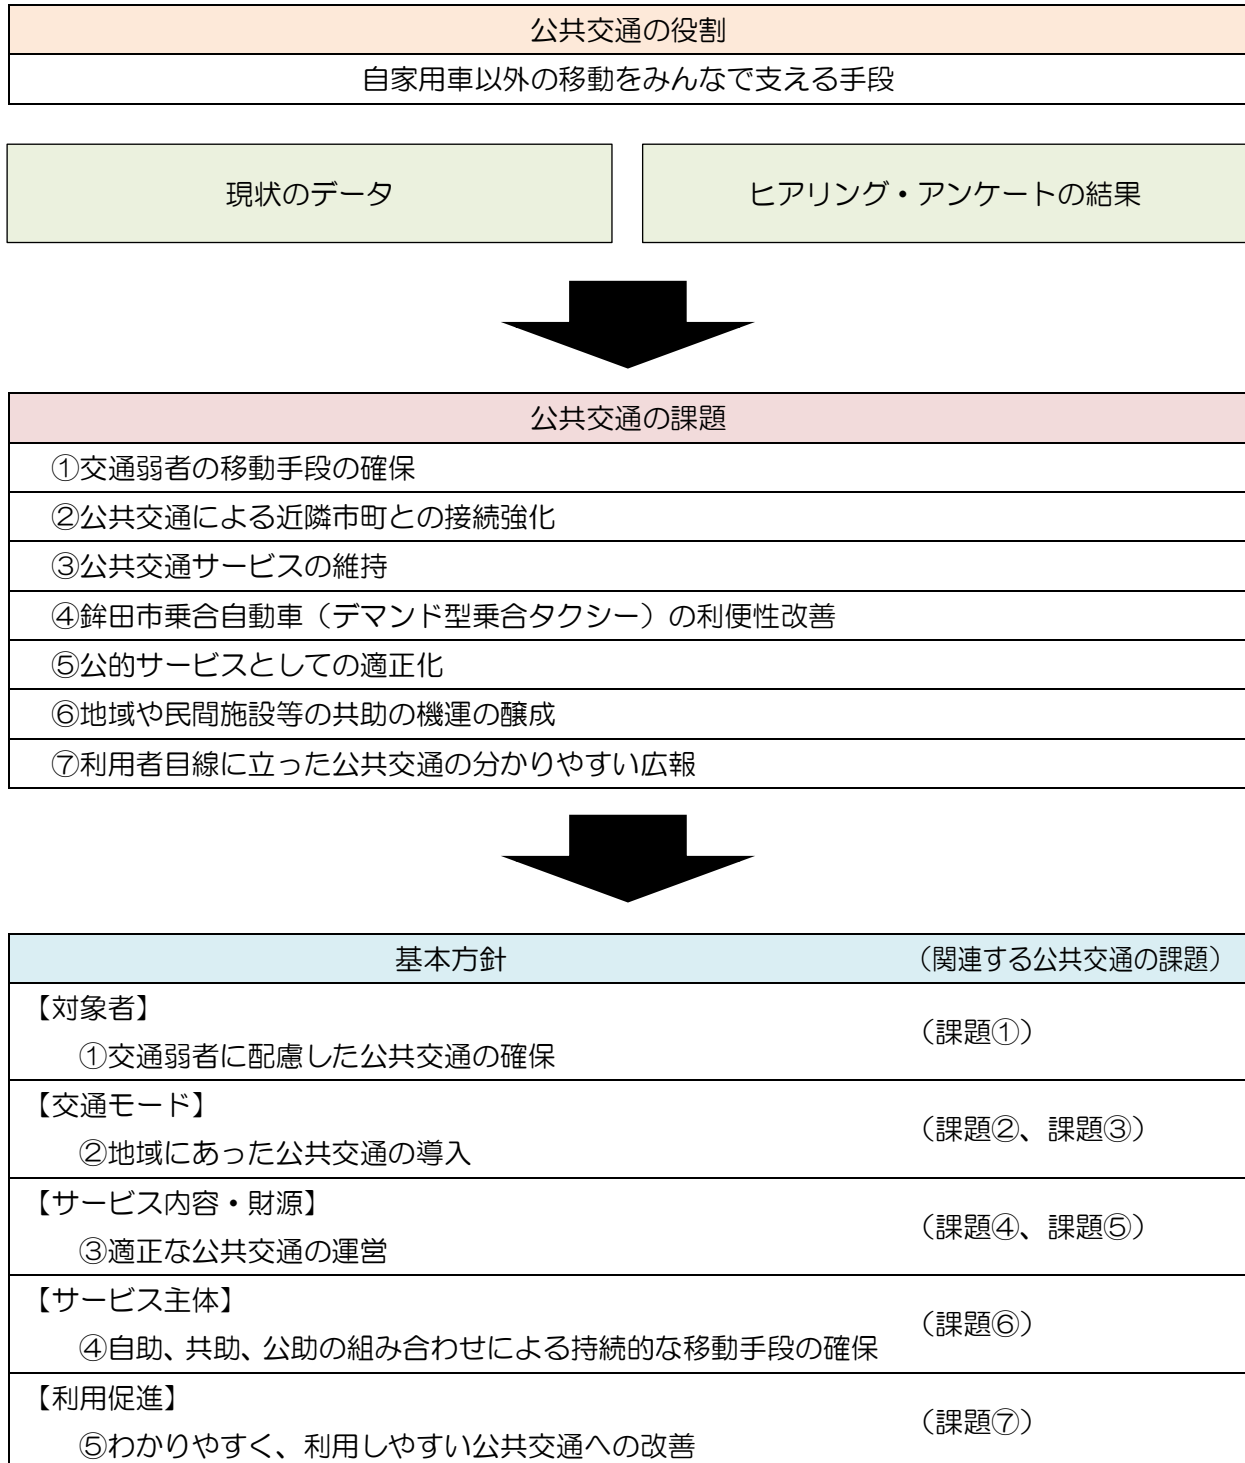 公共交通の役割
自家用車以外の移動をみんなで支える手段
現状のデータ
ヒアリング・アンケートの結果
公共交通の課題
①交通弱者の移動手段の確保
②公共交通による近隣市町との接続強化
③公共交通サービスの維持
④鉾田市乗合自動車（デマンド型乗合タクシー）の利便性改善
⑤公的サービスとしての適正化
⑥地域や民間施設等の共助の機運の醸成
⑦利用者目線に立った公共交通の分かりやすい広報
基本方針 （関連する公共交通の課題）
【対象者】
①交通弱者に配慮した公共交通の確保
（課題①）
【交通モード】
②地域にあった公共交通の導入
（課題②、課題③）
【サービス内容・財源】
③適正な公共交通の運営
（課題④、課題⑤）
【サービス主体】
④自助、共助、公助の組み合わせによる持続的な移動手段の確保
（課題⑥）
【利用促進】
⑤わかりやすく、利用しやすい公共交通への改善
（課題⑦）